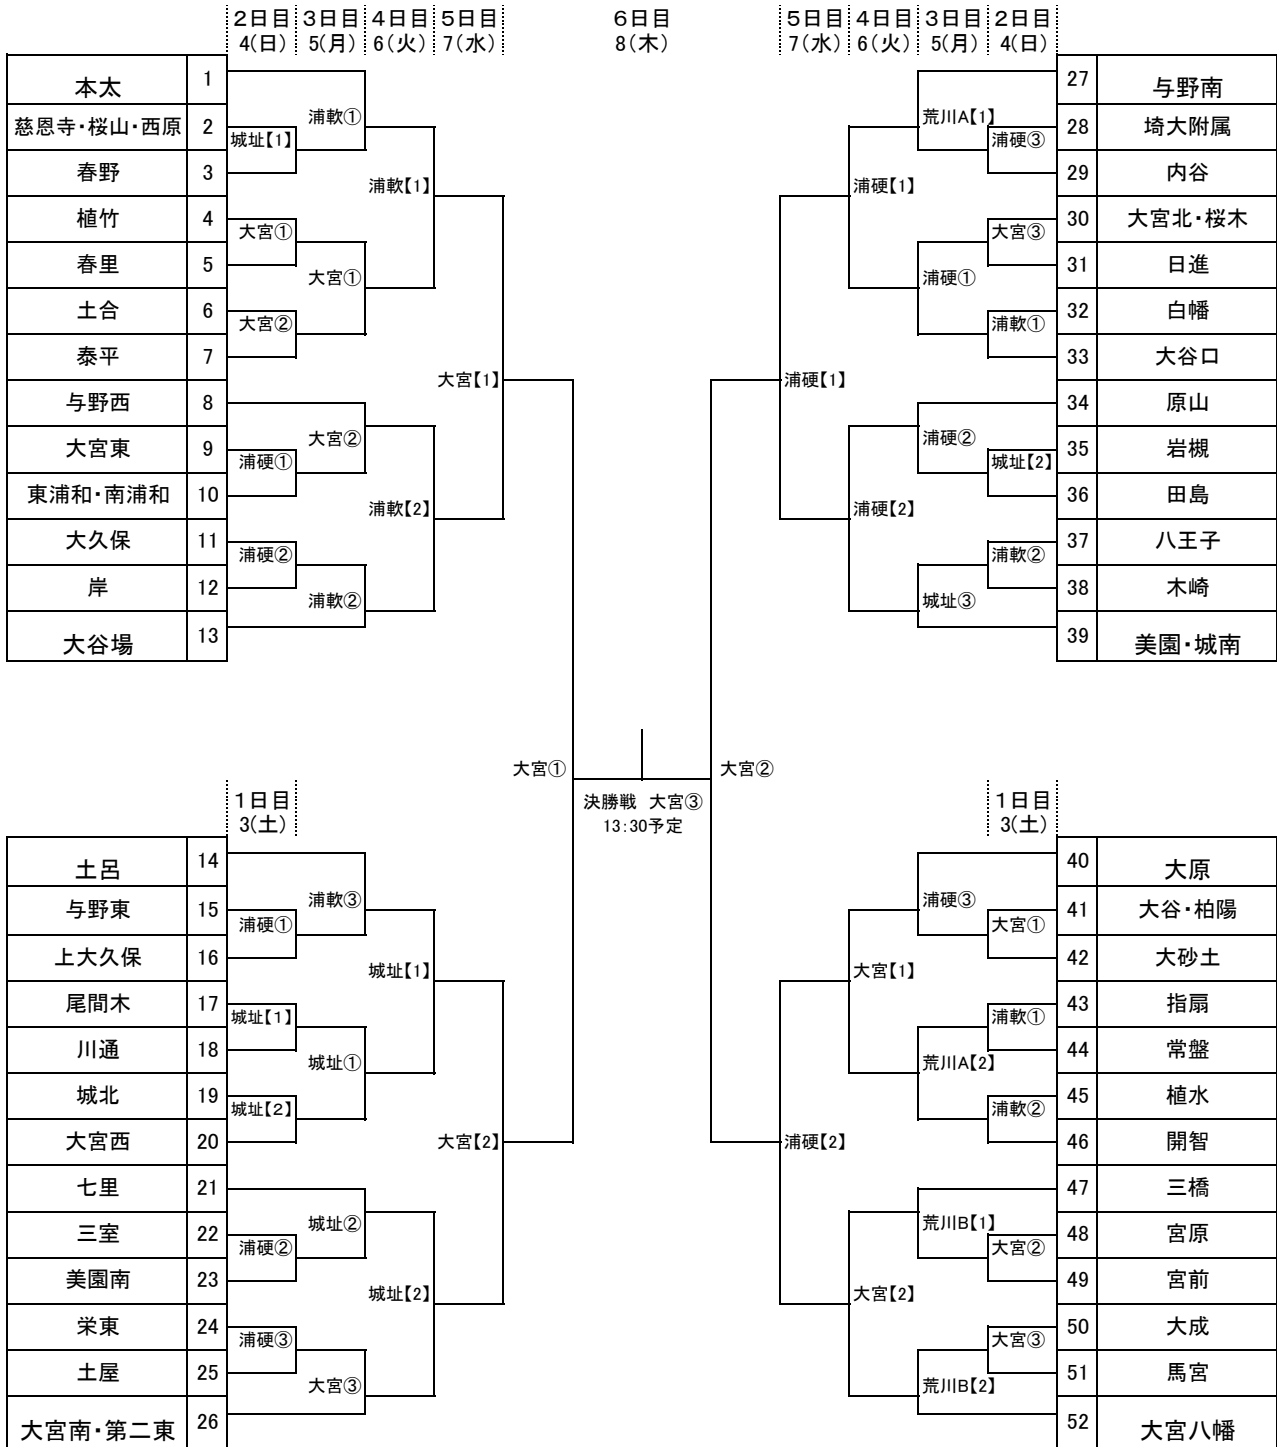 2日目 3日目 4日目 5日目 6日目 5日目 4日目 3日目 2日目
4(日) 5(月) 6(火) 7(水) 8(木) 7(水) 6(火) 5(月) 4(日)
本太 1
慈恩寺・桜山・西原 2
春野 3
植竹 4
春里 5
土合 6
泰平 7
与野西 8
大宮東 9
東浦和・南浦和 10
大久保 11
岸 12
大谷場 13
城址【1】
大宮①
大宮②
浦硬①
浦硬②
浦軟①
大宮①
大宮②
浦軟②
浦軟【1】
浦軟【2】
大宮【1】
27 与野南
28 埼大附属
29 内谷
30 大宮北・桜木
31 日進
32 白幡
33 大谷口
34 原山
35 岩槻
36 田島
37 八王子
38 木崎
39 美園・城南
浦硬③
大宮③
浦軟①
城址【2】
浦軟②
荒川A【1】
浦硬①
浦硬②
城址③
浦硬【1】
浦硬【2】
浦硬【1】
大宮① 大宮②
決勝戦 大宮③
13:30予定
1日目
3(土)
1日目
3(土)
土呂 14
与野東 15
上大久保 16
尾間木 17
川通 18
城北 19
大宮西 20
七里 21
三室 22
美園南 23
栄東 24
土屋 25
大宮南・第二東 26
浦硬①
城址【1】
城址【2】
浦硬②
浦硬③
浦軟③
城址①
城址②
大宮③
城址【1】
城址【2】
大宮【2】
40 大原
41 大谷・柏陽
42 大砂土
43 指扇
44 常盤
45 植水
46 開智
47 三橋
48 宮原
49 宮前
50 大成
51 馬宮
52 大宮八幡
大宮①
浦軟①
浦軟②
大宮②
大宮③
浦硬③
荒川A【2】
荒川B【1】
荒川B【2】
大宮【1】
大宮【2】
浦硬【2】